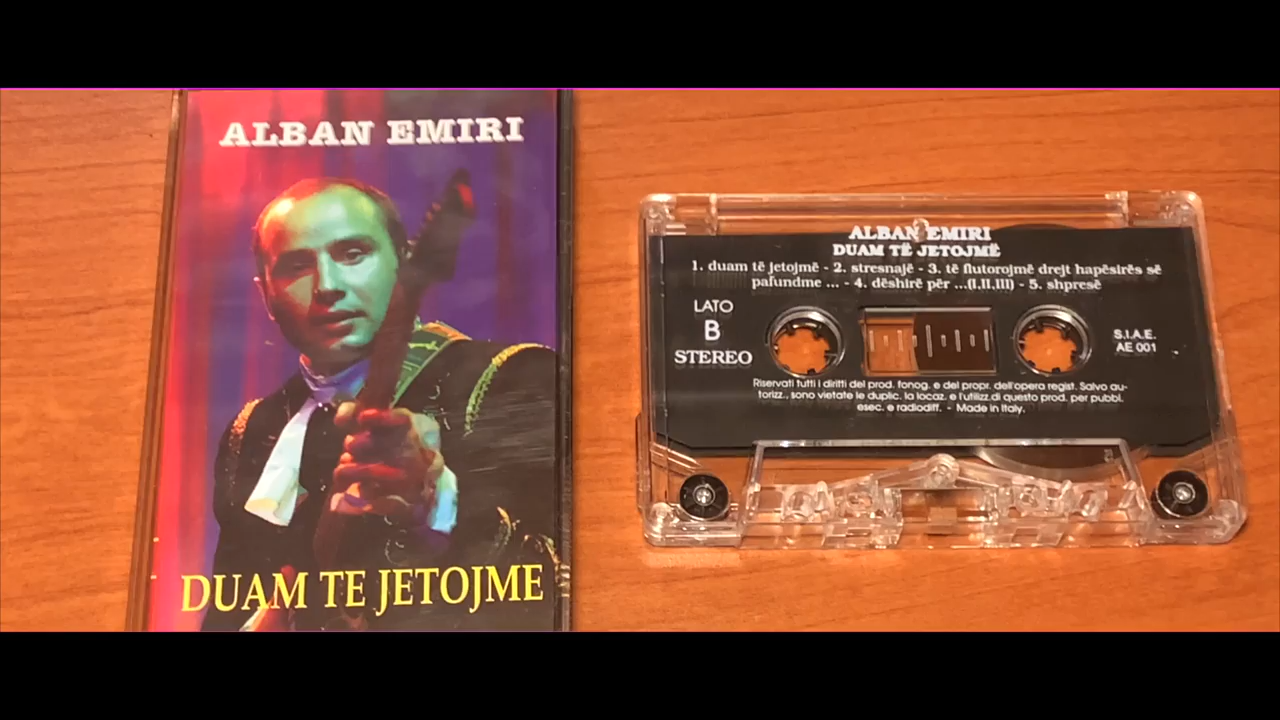 ALBAN EMIRI
DUAM TE JETOJME
ALBAN EMIRI
DUAM TË JETOJMË
1. duam të jetojmë - 2. stresnajë - 3. të flutorojmë drejt hapësirës së
pafundme ... - 4. dëshirë për ...(I,II,III) - 5. shpresë
LATO
B
STEREO
S.I.A.E.
AE 001
Riservati tutti i diritti del prod. fonog. e del propr. dell'opera regist. Salvo au-
torizz., sono vietate le duplic. la locaz. e l'utilizz.di questo prod. per pubbl.
esec. e radiodiff. - Made in Italy.